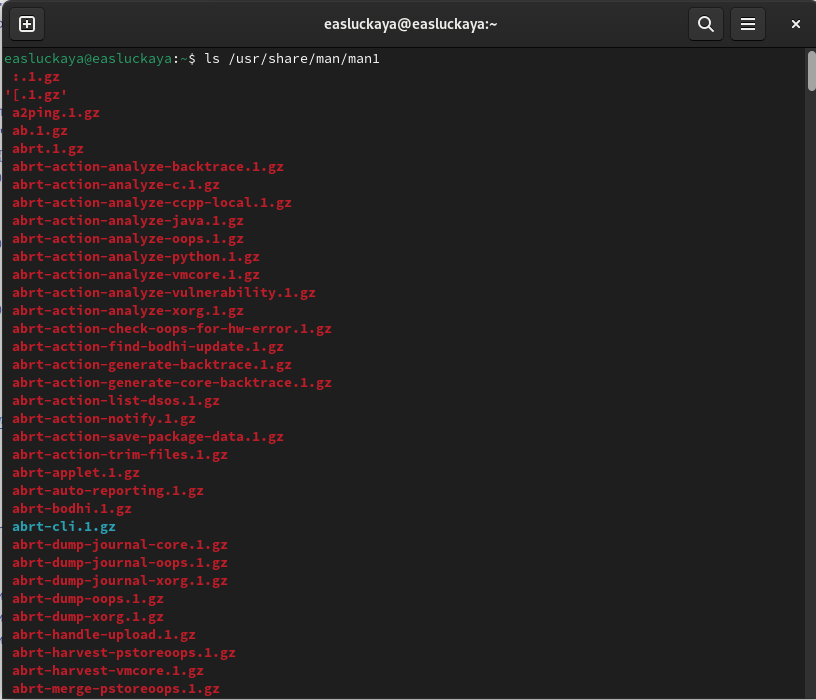 easluckaya@easluckaya:~
easluckaya@easluckaya:~$ ls /usr/share/man/man1
:.1.gz
'[.1.gz'
a2ping.1.gz
ab.1.gz
abrt.1.gz
abrt-action-analyze-backtrace.1.gz
abrt-action-analyze-c.1.gz
abrt-action-analyze-ccpp-local.1.gz
abrt-action-analyze-java.1.gz
abrt-action-analyze-oops.1.gz
abrt-action-analyze-python.1.gz
abrt-action-analyze-vmcore.1.gz
abrt-action-analyze-vulnerability.1.gz
abrt-action-analyze-xorg.1.gz
abrt-action-check-oops-for-hw-error.1.gz
abrt-action-find-bodhi-update.1.gz
abrt-action-generate-backtrace.1.gz
abrt-action-generate-core-backtrace.1.gz
abrt-action-list-dsos.1.gz
abrt-action-notify.1.gz
abrt-action-save-package-data.1.gz
abrt-action-trim-files.1.gz
abrt-applet.1.gz
abrt-auto-reporting.1.gz
abrt-bodhi.1.gz
abrt-cli.1.gz
abrt-dump-journal-core.1.gz
abrt-dump-journal-oops.1.gz
abrt-dump-journal-xorg.1.gz
abrt-dump-oops.1.gz
abrt-dump-xorg.1.gz
abrt-handle-upload.1.gz
abrt-harvest-pstoreoops.1.gz
abrt-harvest-vmcore.1.gz
abrt-merge-pstoreoops.1.gz